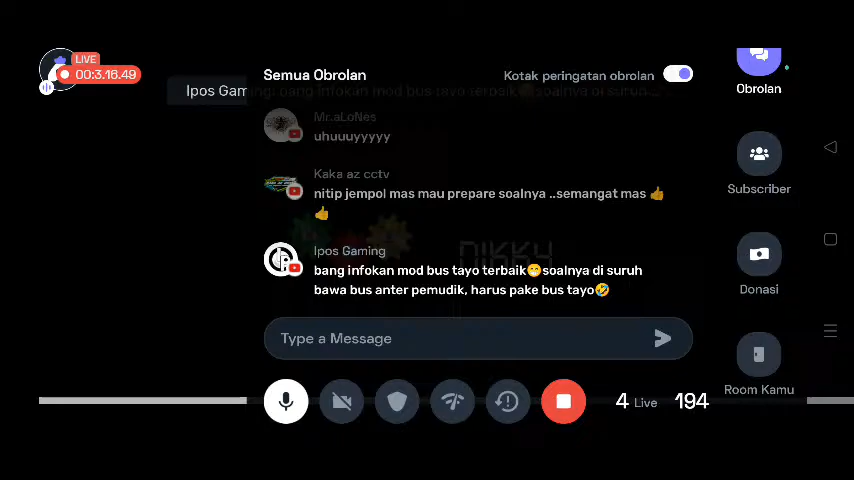 LIVE
00:3.16.49
Semua Obrolan
Kotak peringatan obrolan
Ipos Gaming: bang infokan mod bus tayo terbaik😁soalnya di suruh...
Mr.aLoNes
uhuuuyyyyy
Kaka az cctv
nitip jempol mas mau prepare soalnya ..semangat mas 👍
👍
Ipos Gaming
bang infokan mod bus tayo terbaik😁soalnya di suruh
bawa bus anter pemudik, harus pake bus tayo🤣
Type a Message
4 Live 194
Obrolan
Subscriber
Donasi
Room Kamu